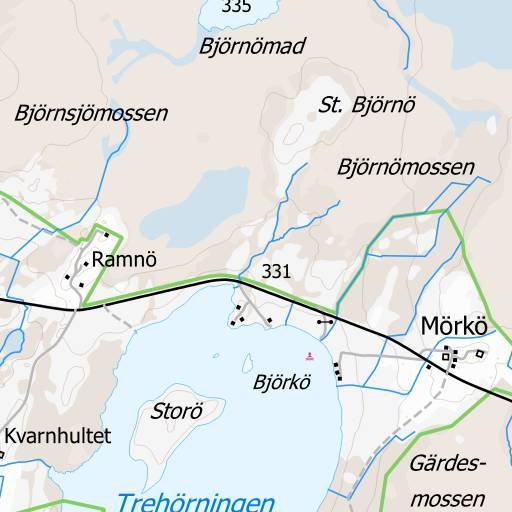 335
Björnömad
St. Björnö
Björnsjömossen
Björnömossen
Ramnö
331
Mörkö
Björkö
Storö
Kvarnhultet
Gärdes-
mossen
Trehörningen